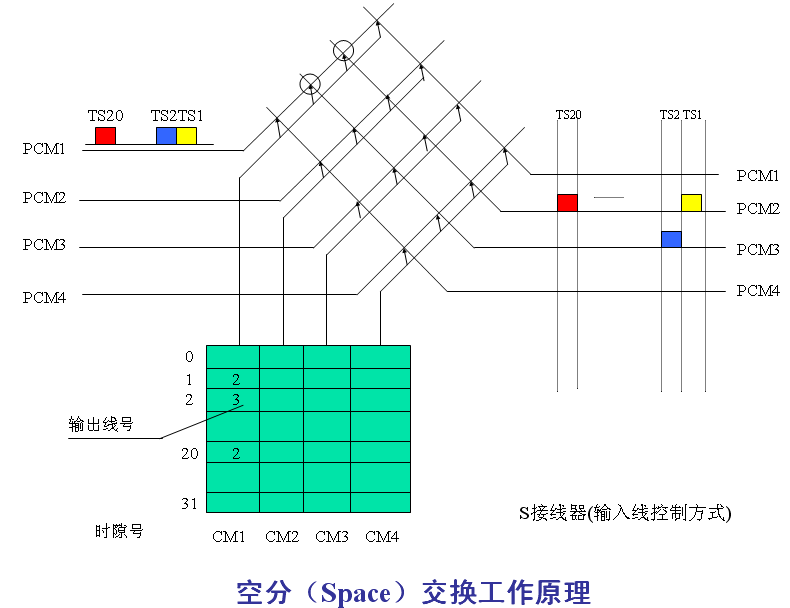 TS20 TS2TS1
TS20 TS2 TS1
PCM1
PCM2
PCM3
PCM4
PCM1
PCM2
PCM3
PCM4
0
1 2
2 3
输出线号
20 2
31
时隙号
CM1 CM2 CM3 CM4
S接线器(输入线控制方式)
空分（Space）交换工作原理